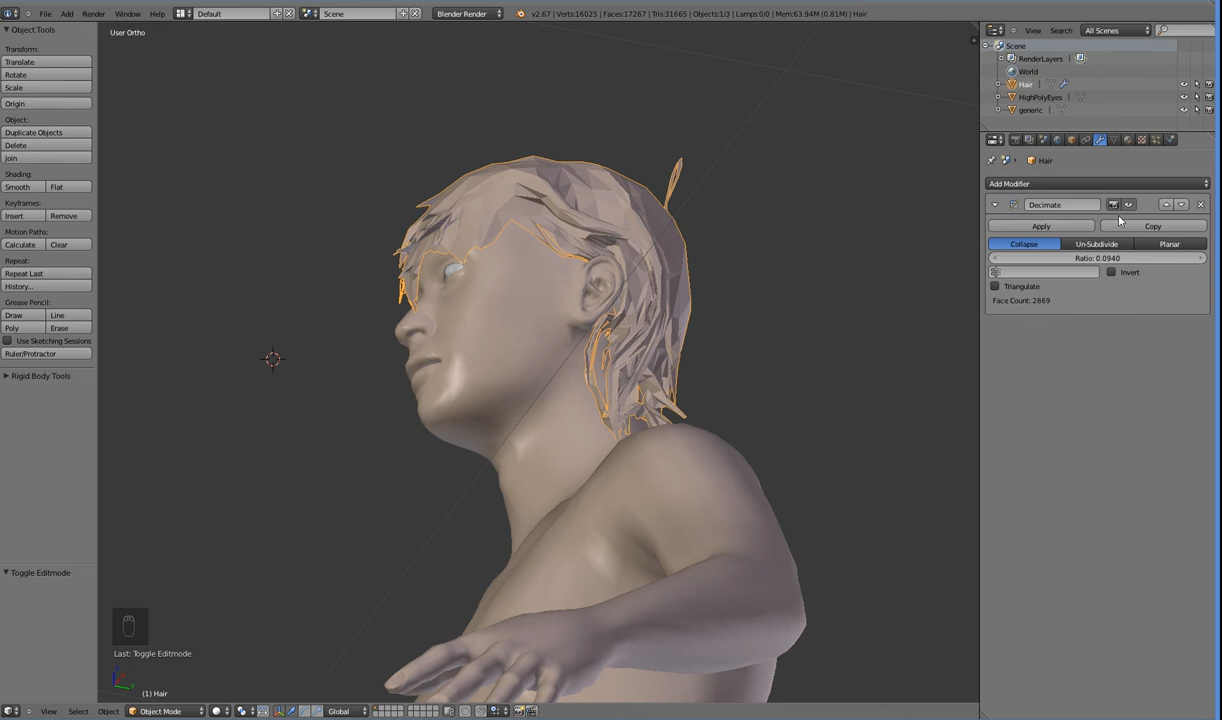 File Add Render Window Help Default Scene Blender Render v2.67 | Verts:16025 | Faces:17267 | Tris:31665 | Objects:1/3 | Lamps:0/0 | Mem:63.94M (0.81M) | Hair
Object Tools
Transform:
Translate
Rotate
Scale
Origin
Object:
Duplicate Objects
Delete
Join
Shading:
Smooth Flat
Keyframes:
Insert Remove
Motion Paths:
Calculate Clear
Repeat:
Repeat Last
History...
Grease Pencil:
Draw Line
Poly Erase
Use Sketching Sessions
Ruler/Protractor
Rigid Body Tools
Toggle Editmode
User Ortho
Last: Toggle Editmode
(1) Hair
View Select Object Object Mode Global
View Search All Scenes
Scene
RenderLayers
World
Hair
HighPolyEyes
generic
Hair
Add Modifier
Decimate
Apply Copy
Collapse Un-Subdivide Planar
Ratio: 0.0940
Invert
Triangulate
Face Count: 2869